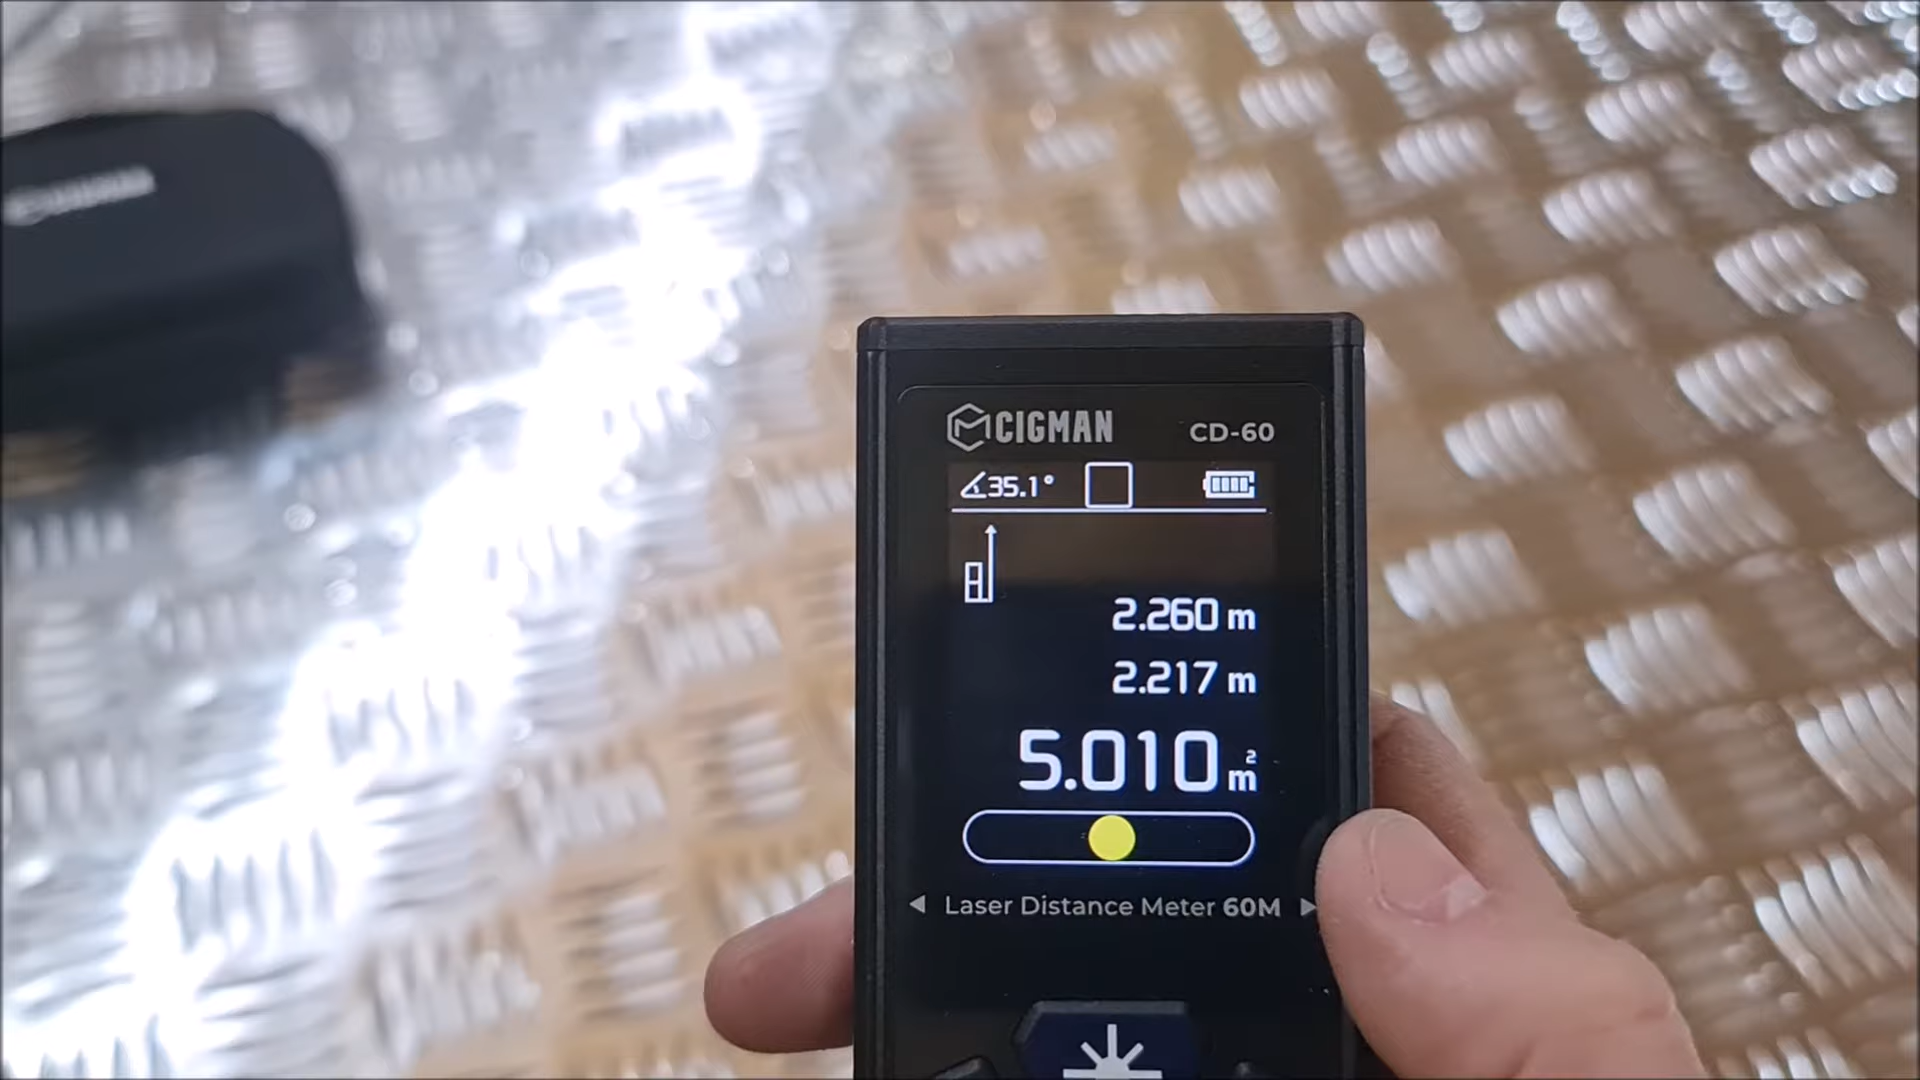 CIGMAN CD-60
35.1°
2.260 m
2.217 m
5.010 m²
Laser Distance Meter 60M